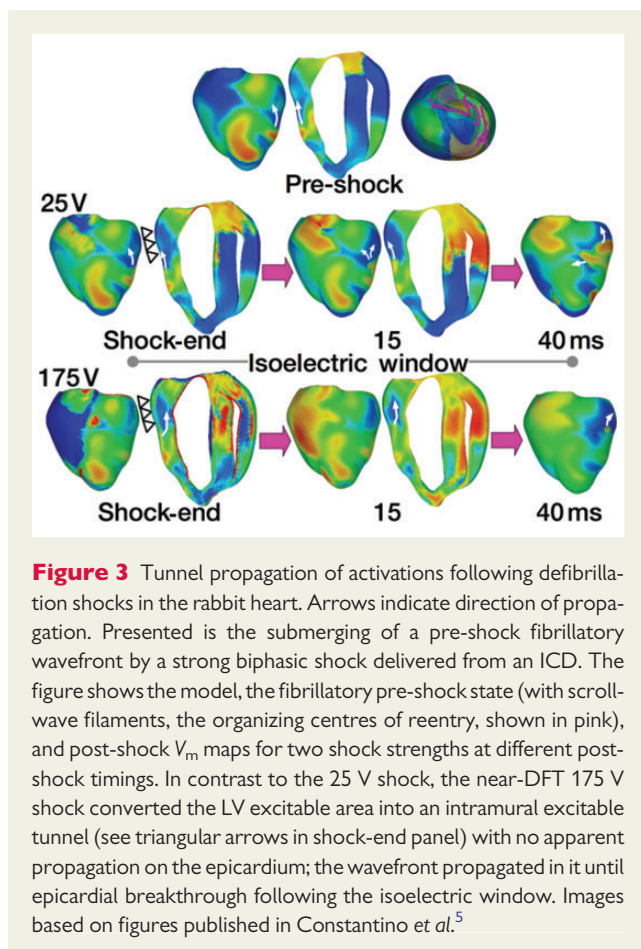 Pre-shock
25 V
Shock-end 15 40 ms
Isoelectric window
175 V
Shock-end 15 40 ms
Figure 3 Tunnel propagation of activations following defibrilla-
tion shocks in the rabbit heart. Arrows indicate direction of propa-
gation. Presented is the submerging of a pre-shock fibrillatory
wavefront by a strong biphasic shock delivered from an ICD. The
figure shows the model, the fibrillatory pre-shock state (with scroll-
wave filaments, the organizing centres of reentry, shown in pink),
and post-shock Vm maps for two shock strengths at different post-
shock timings. In contrast to the 25 V shock, the near-DFT 175 V
shock converted the LV excitable area into an intramural excitable
tunnel (see triangular arrows in shock-end panel) with no apparent
propagation on the epicardium; the wavefront propagated in it until
epicardial breakthrough following the isoelectric window. Images
based on figures published in Constantino et al.5